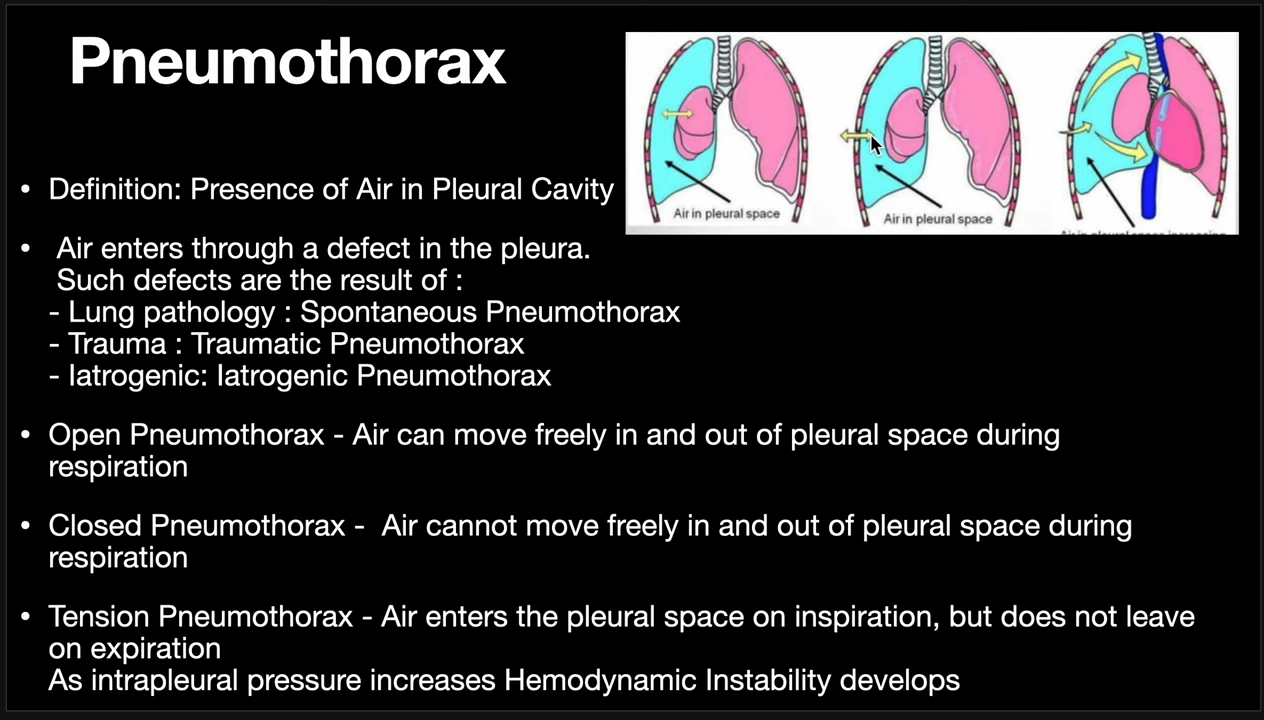 Pneumothorax
Air in pleural space
Air in pleural space
• Definition: Presence of Air in Pleural Cavity
• Air enters through a defect in the pleura.
Such defects are the result of :
- Lung pathology : Spontaneous Pneumothorax
- Trauma : Traumatic Pneumothorax
- Iatrogenic: Iatrogenic Pneumothorax
• Open Pneumothorax - Air can move freely in and out of pleural space during
respiration
• Closed Pneumothorax - Air cannot move freely in and out of pleural space during
respiration
• Tension Pneumothorax - Air enters the pleural space on inspiration, but does not leave
on expiration
As intrapleural pressure increases Hemodynamic Instability develops